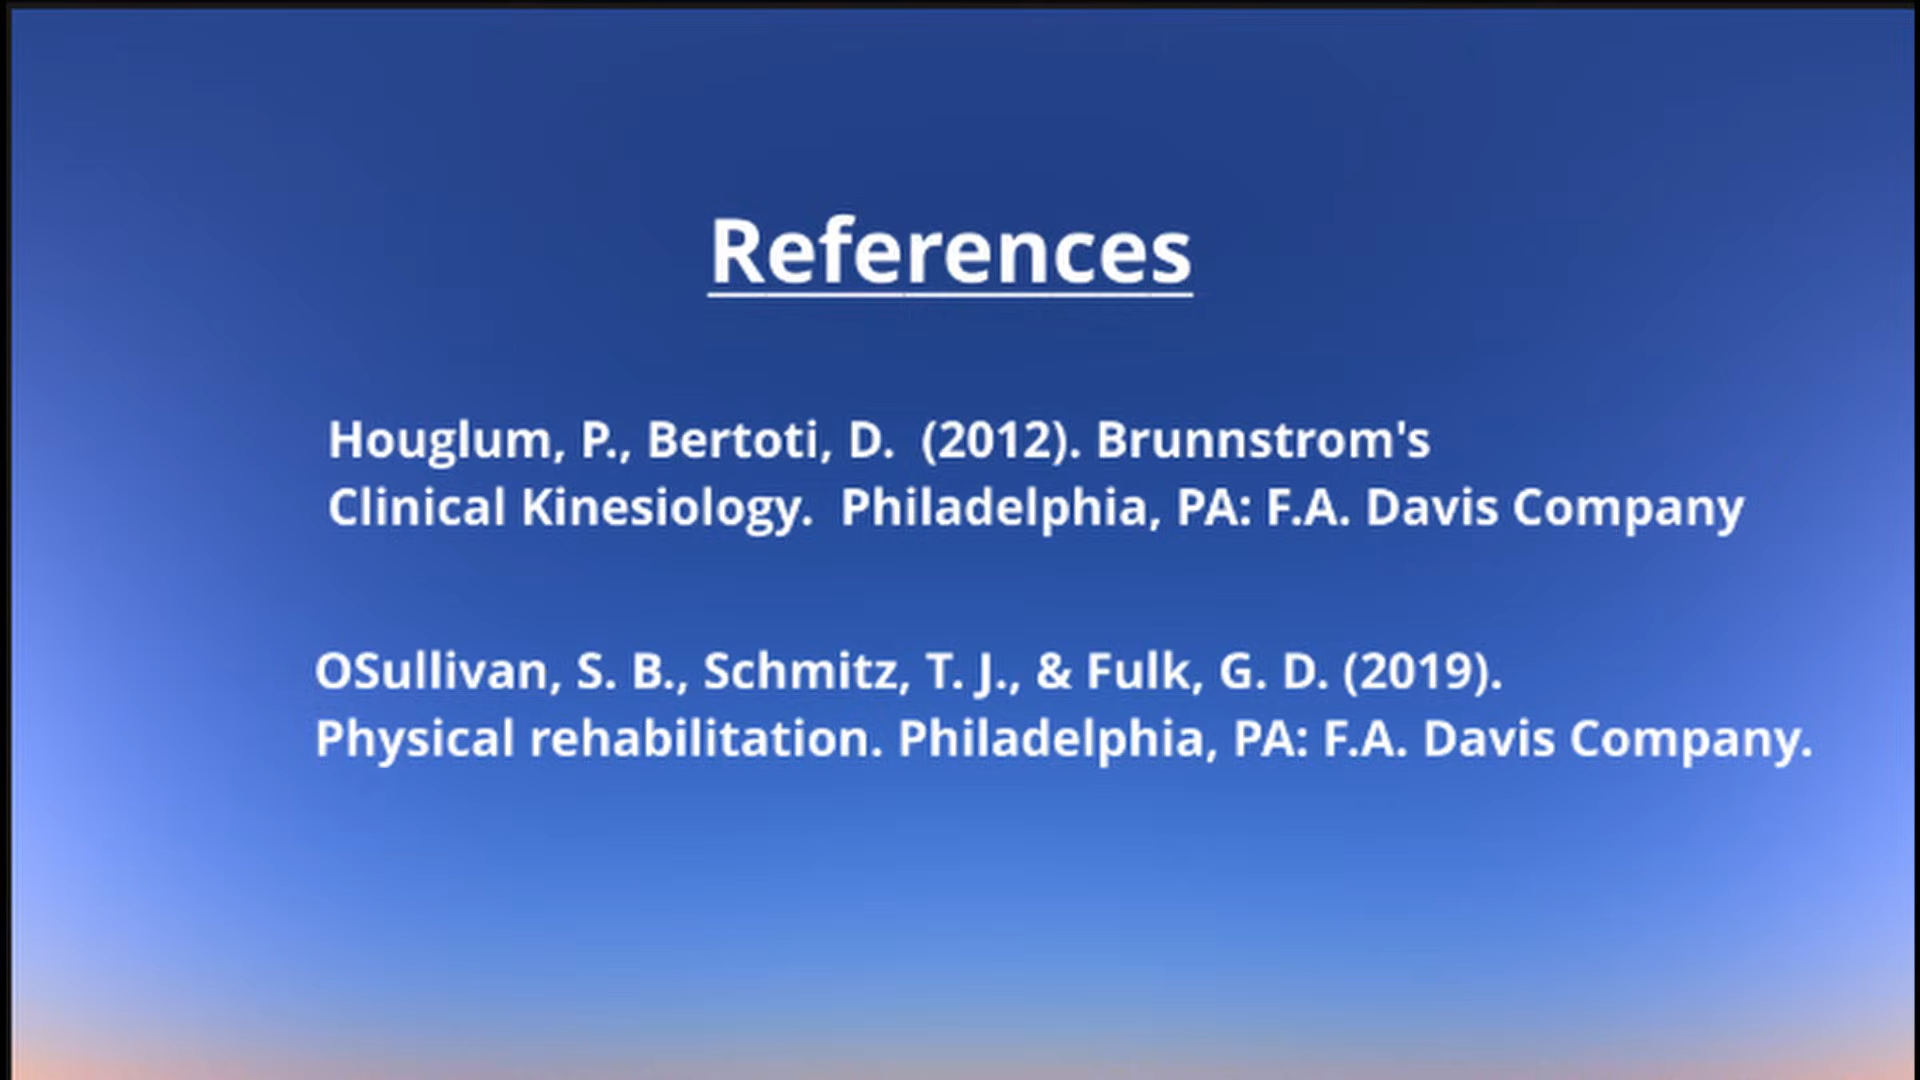 References
Houglum, P., Bertoti, D.  (2012). Brunnstrom's
Clinical Kinesiology.  Philadelphia, PA: F.A. Davis Company
OSullivan, S. B., Schmitz, T. J., & Fulk, G. D. (2019).
Physical rehabilitation. Philadelphia, PA: F.A. Davis Company.